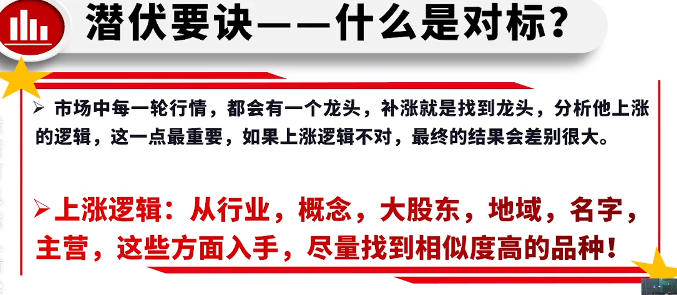 潜伏要诀——什么是对标？
➢ 市场中每一轮行情，都会有一个龙头，补涨就是找到龙头，分析他上涨
的逻辑，这一点最重要，如果上涨逻辑不对，最终的结果会差别很大。
➢上涨逻辑：从行业，概念，大股东，地域，名字，
主营，这些方面入手，尽量找到相似度高的品种！